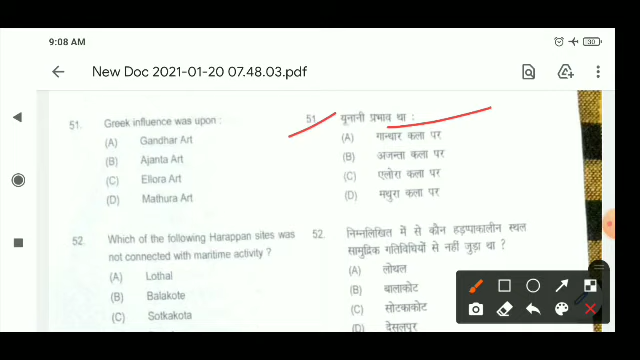 9:08 AM
30
New Doc 2021-01-20 07.48.03.pdf
51. Greek influence was upon :
(A) Gandhar Art
(B) Ajanta Art
(C) Ellora Art
(D) Mathura Art
52. Which of the following Harappan sites was
not connected with maritime activity ?
(A) Lothal
(B) Balakote
(C) Sotkakota
51. यूनानी प्रभाव था :
(A) गान्धार कला पर
(B) अजन्ता कला पर
(C) एलोरा कला पर
(D) मथुरा कला पर
52. निम्नलिखित में से कौन हड़प्पाकालीन स्थल
सामुद्रिक गतिविधियों से नहीं जुड़ा था ?
(A) लोथल
(B) बालाकोट
(C) सोटकाकोट
(D) देसलपुर